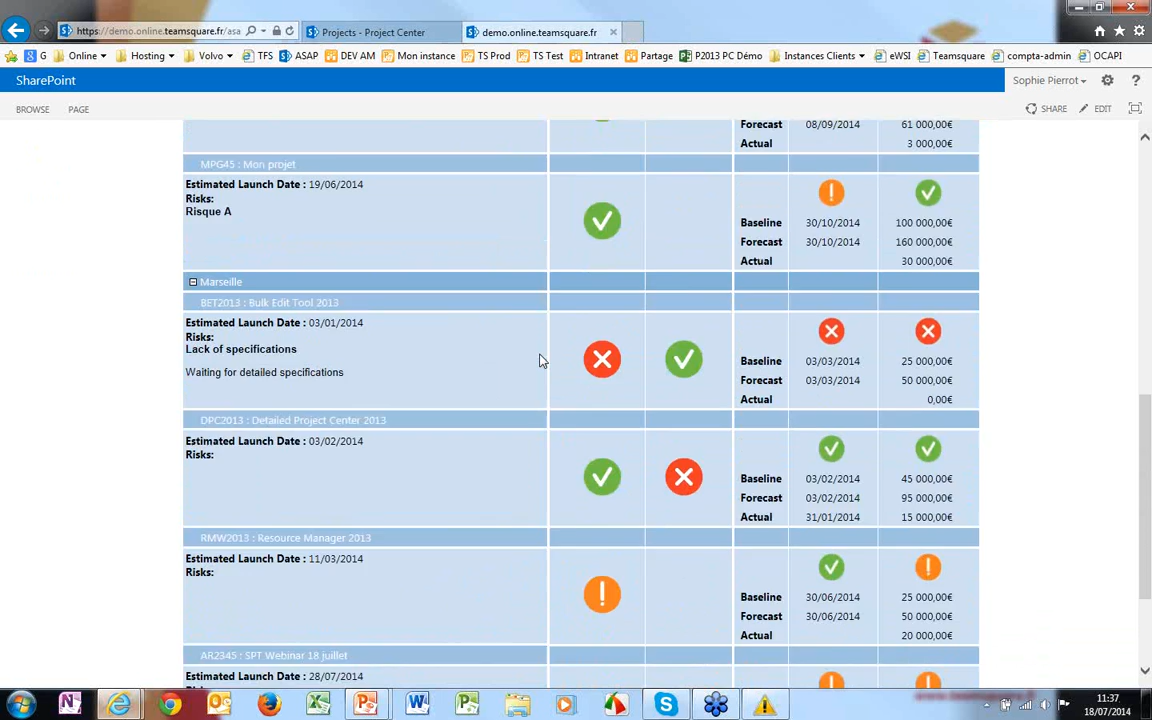 https://demo.online.teamsquare.fr/asa
Projects - Project Center
demo.online.teamsquare.fr
G
Online
Hosting
Volvo
TFS
ASAP
DEV AM
Mon instance
TS Prod
TS Test
Intranet
Partage
P2013 PC Démo
Instances Clients
eWSI
Teamsquare
compta-admin
OCAPI
SharePoint
Sophie Pierrot
?
BROWSE
PAGE
SHARE
EDIT
Forecast 08/09/2014 61 000,00€
Actual 3 000,00€
MPG45 : Mon projet
Estimated Launch Date : 19/06/2014
Risks:
Risque A
Baseline 30/10/2014 100 000,00€
Forecast 30/10/2014 160 000,00€
Actual 30 000,00€
Marseille
BET2013 : Bulk Edit Tool 2013
Estimated Launch Date : 03/01/2014
Risks:
Lack of specifications
Waiting for detailed specifications
Baseline 03/03/2014 25 000,00€
Forecast 03/03/2014 50 000,00€
Actual 0,00€
DPC2013 : Detailed Project Center 2013
Estimated Launch Date : 03/02/2014
Risks:
Baseline 03/02/2014 45 000,00€
Forecast 03/02/2014 95 000,00€
Actual 31/01/2014 15 000,00€
RMW2013 : Resource Manager 2013
Estimated Launch Date : 11/03/2014
Risks:
Baseline 30/06/2014 25 000,00€
Forecast 30/06/2014 50 000,00€
Actual 20 000,00€
AR2345 : SPT Webinar 18 juillet
Estimated Launch Date : 28/07/2014
11:37
18/07/2014